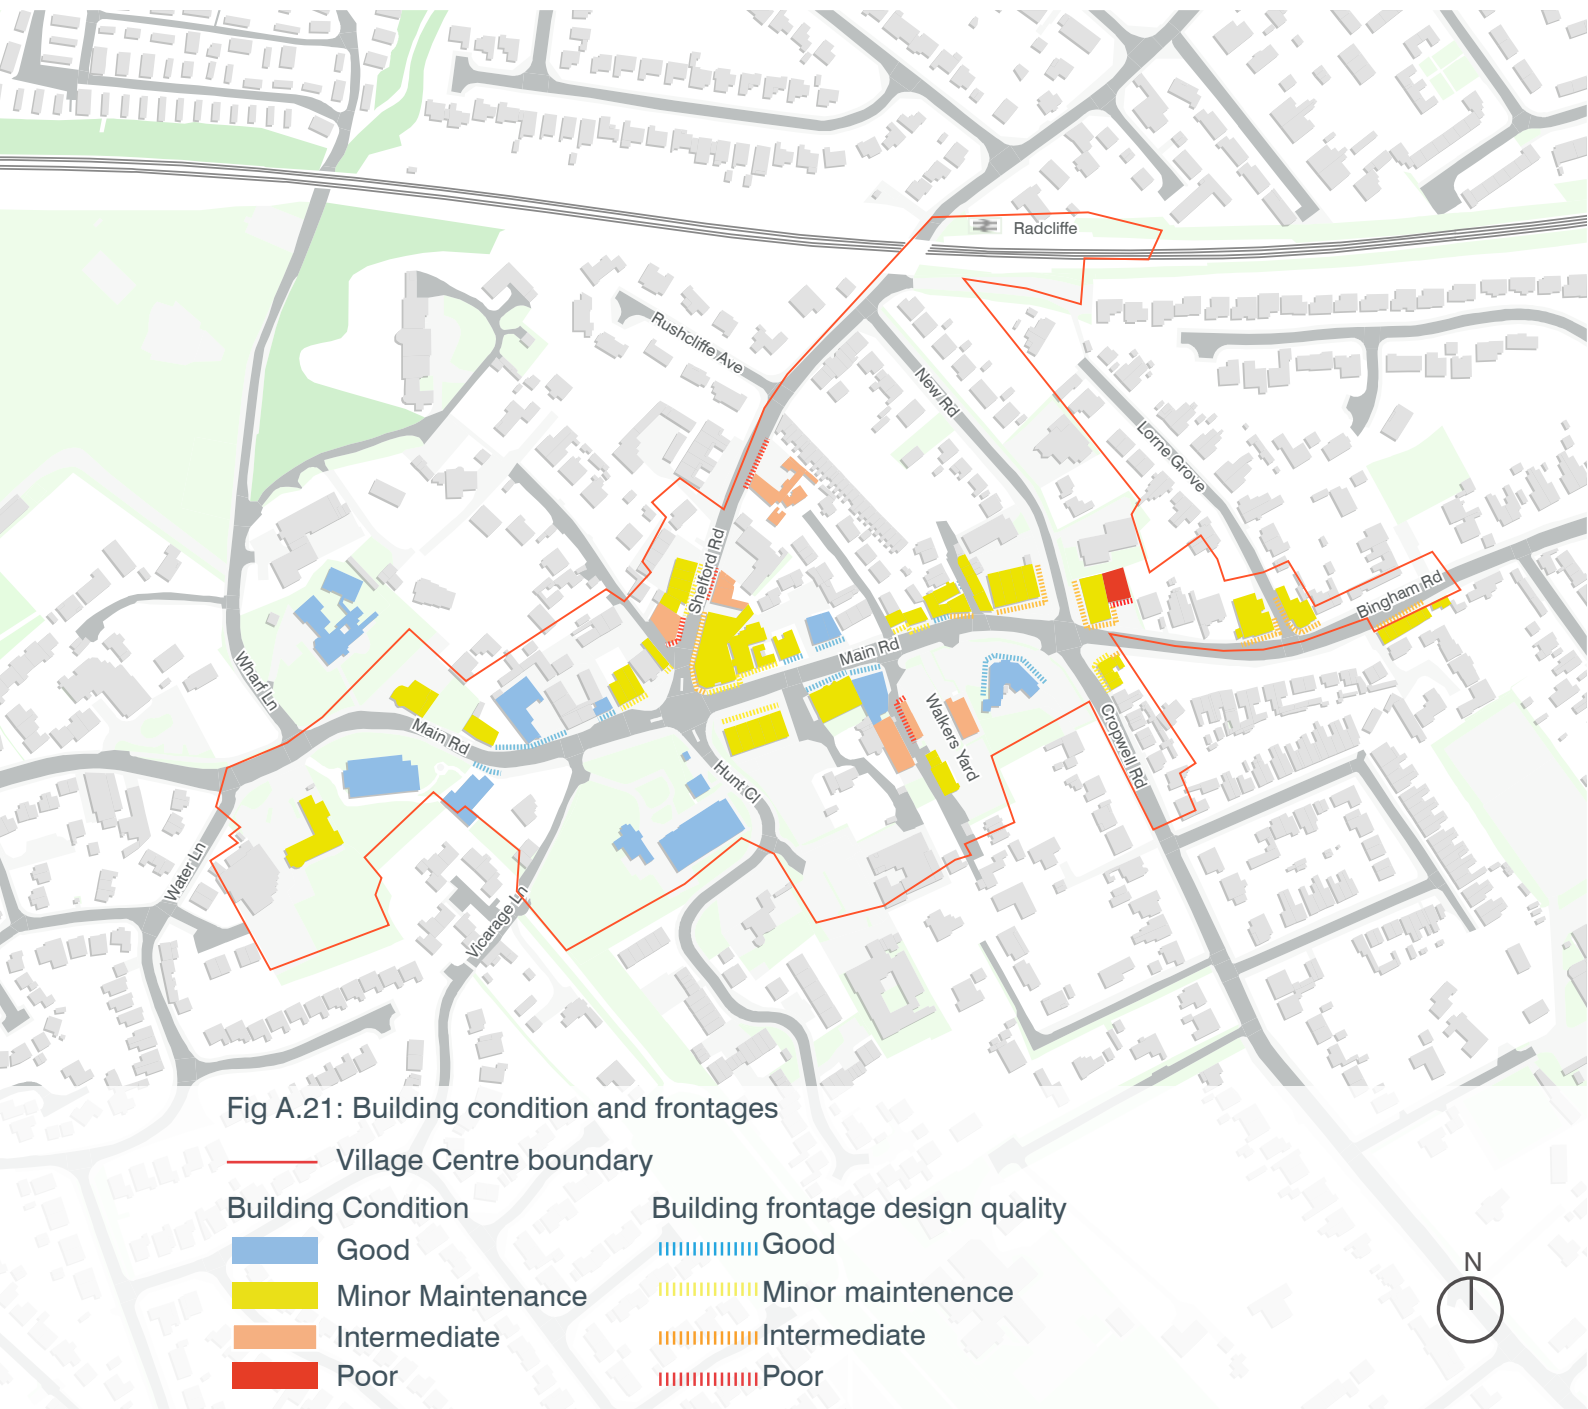 Radcliffe
Rushcliffe Ave
New Rd
Lorne Grove
Shelford Rd
Bingham Rd
Main Rd
Wharf Ln
Main Rd
Walkers Yard
Cropwell Rd
Hunt Cl
Water Ln
Vicarage Ln
Fig A.21: Building condition and frontages
Village Centre boundary
Building Condition
Good
Minor Maintenance
Intermediate
Poor
Building frontage design quality
Good
Minor maintenence
Intermediate
Poor
N